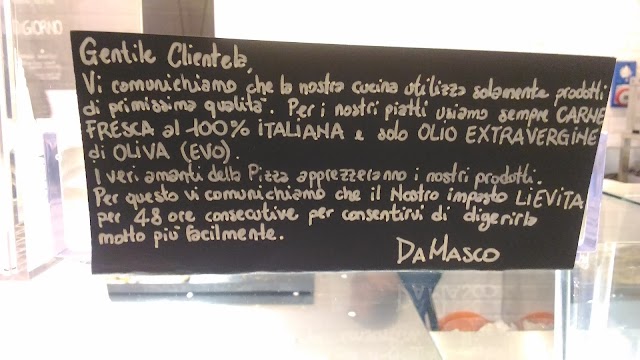 Gentile Clientela,
Vi comunichiamo che la nostra cucina utilizza solamente prodotti
di primissima qualità. Per i nostri piatti usiamo sempre CARNE
FRESCA al 100% ITALIANA e solo OLIO EXTRAVERGINE
di OLIVA (EVO).
I veri amanti della Pizza apprezzeranno i nostri prodotti.
Per questo vi comunichiamo che il Nostro impasto LiEVITA
per 48 ore consecutive per consentirvi di digerirla
molto più facilmente.
DAMASCO